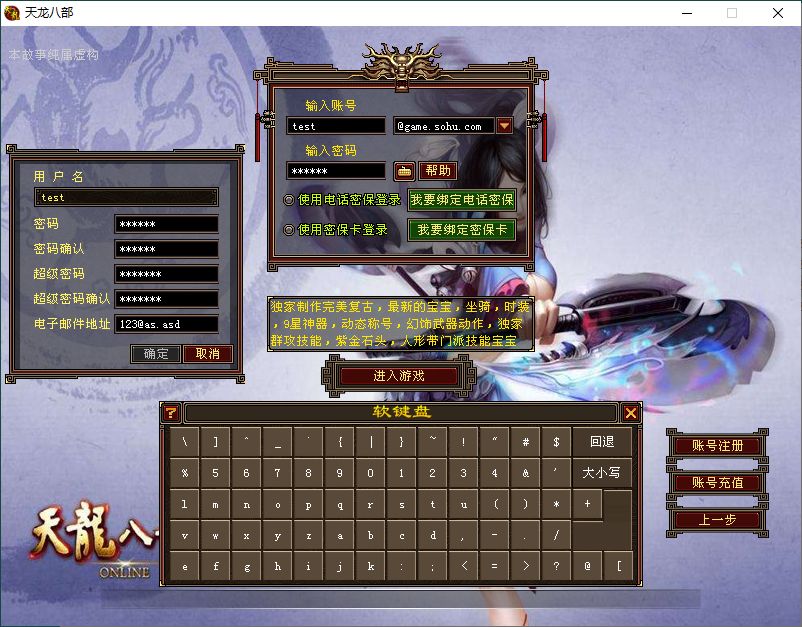 天龙八部
本故事纯属虚构
输入账号
test @game.sohu.com
输入密码
****** 帮助
使用电话密保登录 我要绑定电话密保
使用密保卡登录 我要绑定密保卡
用户名
test
密码 ******
密码确认 ******
超级密码 *******
超级密码确认 *******
电子邮件地址 123@as.asd
确定 取消
独家制作完美复古，最新的宝宝，坐骑，时装
，9星神器，动态称号，幻饰武器动作，独家
群攻技能，紫金石头，人形带门派技能宝宝
进入游戏
? 软键盘 X
\ ] ^ _ ` { | } ~ ! “ # $ 回退
% 5 6 7 8 9 0 1 2 3 4 & ' 大小写
l m n o p q r s t u ( ) * +
v w x y z a b c d , - . /
e f g h i j k : ; < = > ? @ [
账号注册
账号充值
上一步
天龍八
ONLINE